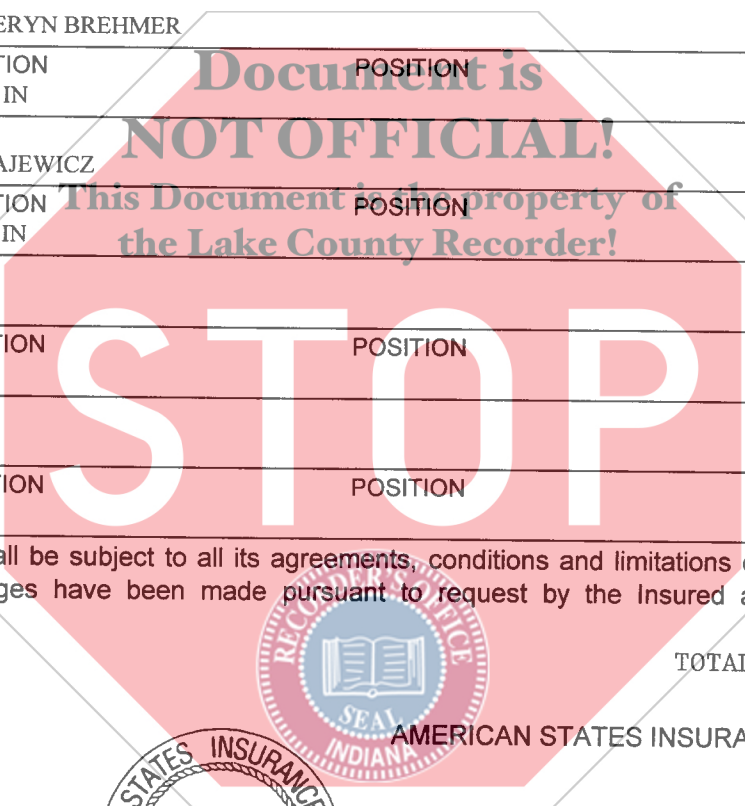 ERYN BREHMER
TION POSITION
IN
Document is
NOT OFFICIAL!
AJEWICZ
TION POSITION
IN
This Document is the property of
the Lake County Recorder!
STOP
TION POSITION
TION POSITION
all be subject to all its agreements, conditions and limitations
ges have been made pursuant to request by the Insured a
RECORDER'S OFFICE
SEAL
INDIANA
TOTAL
AMERICAN STATES INSURA
STATES INSURANCE